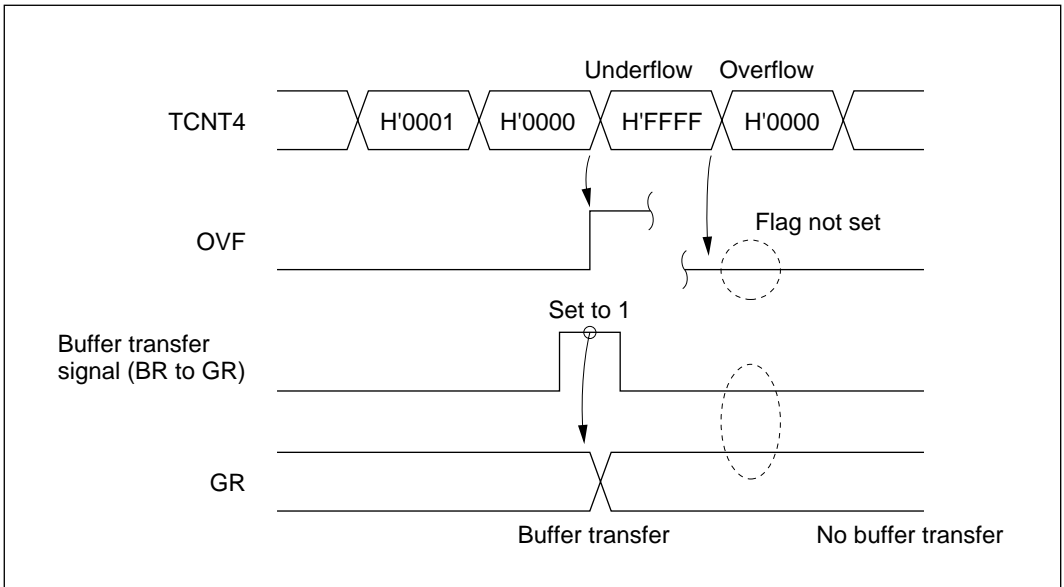 Underflow Overflow
TCNT4 H'0001 H'0000 H'FFFF H'0000
OVF
Flag not set
Set to 1
Buffer transfer
signal (BR to GR)
GR
Buffer transfer No buffer transfer